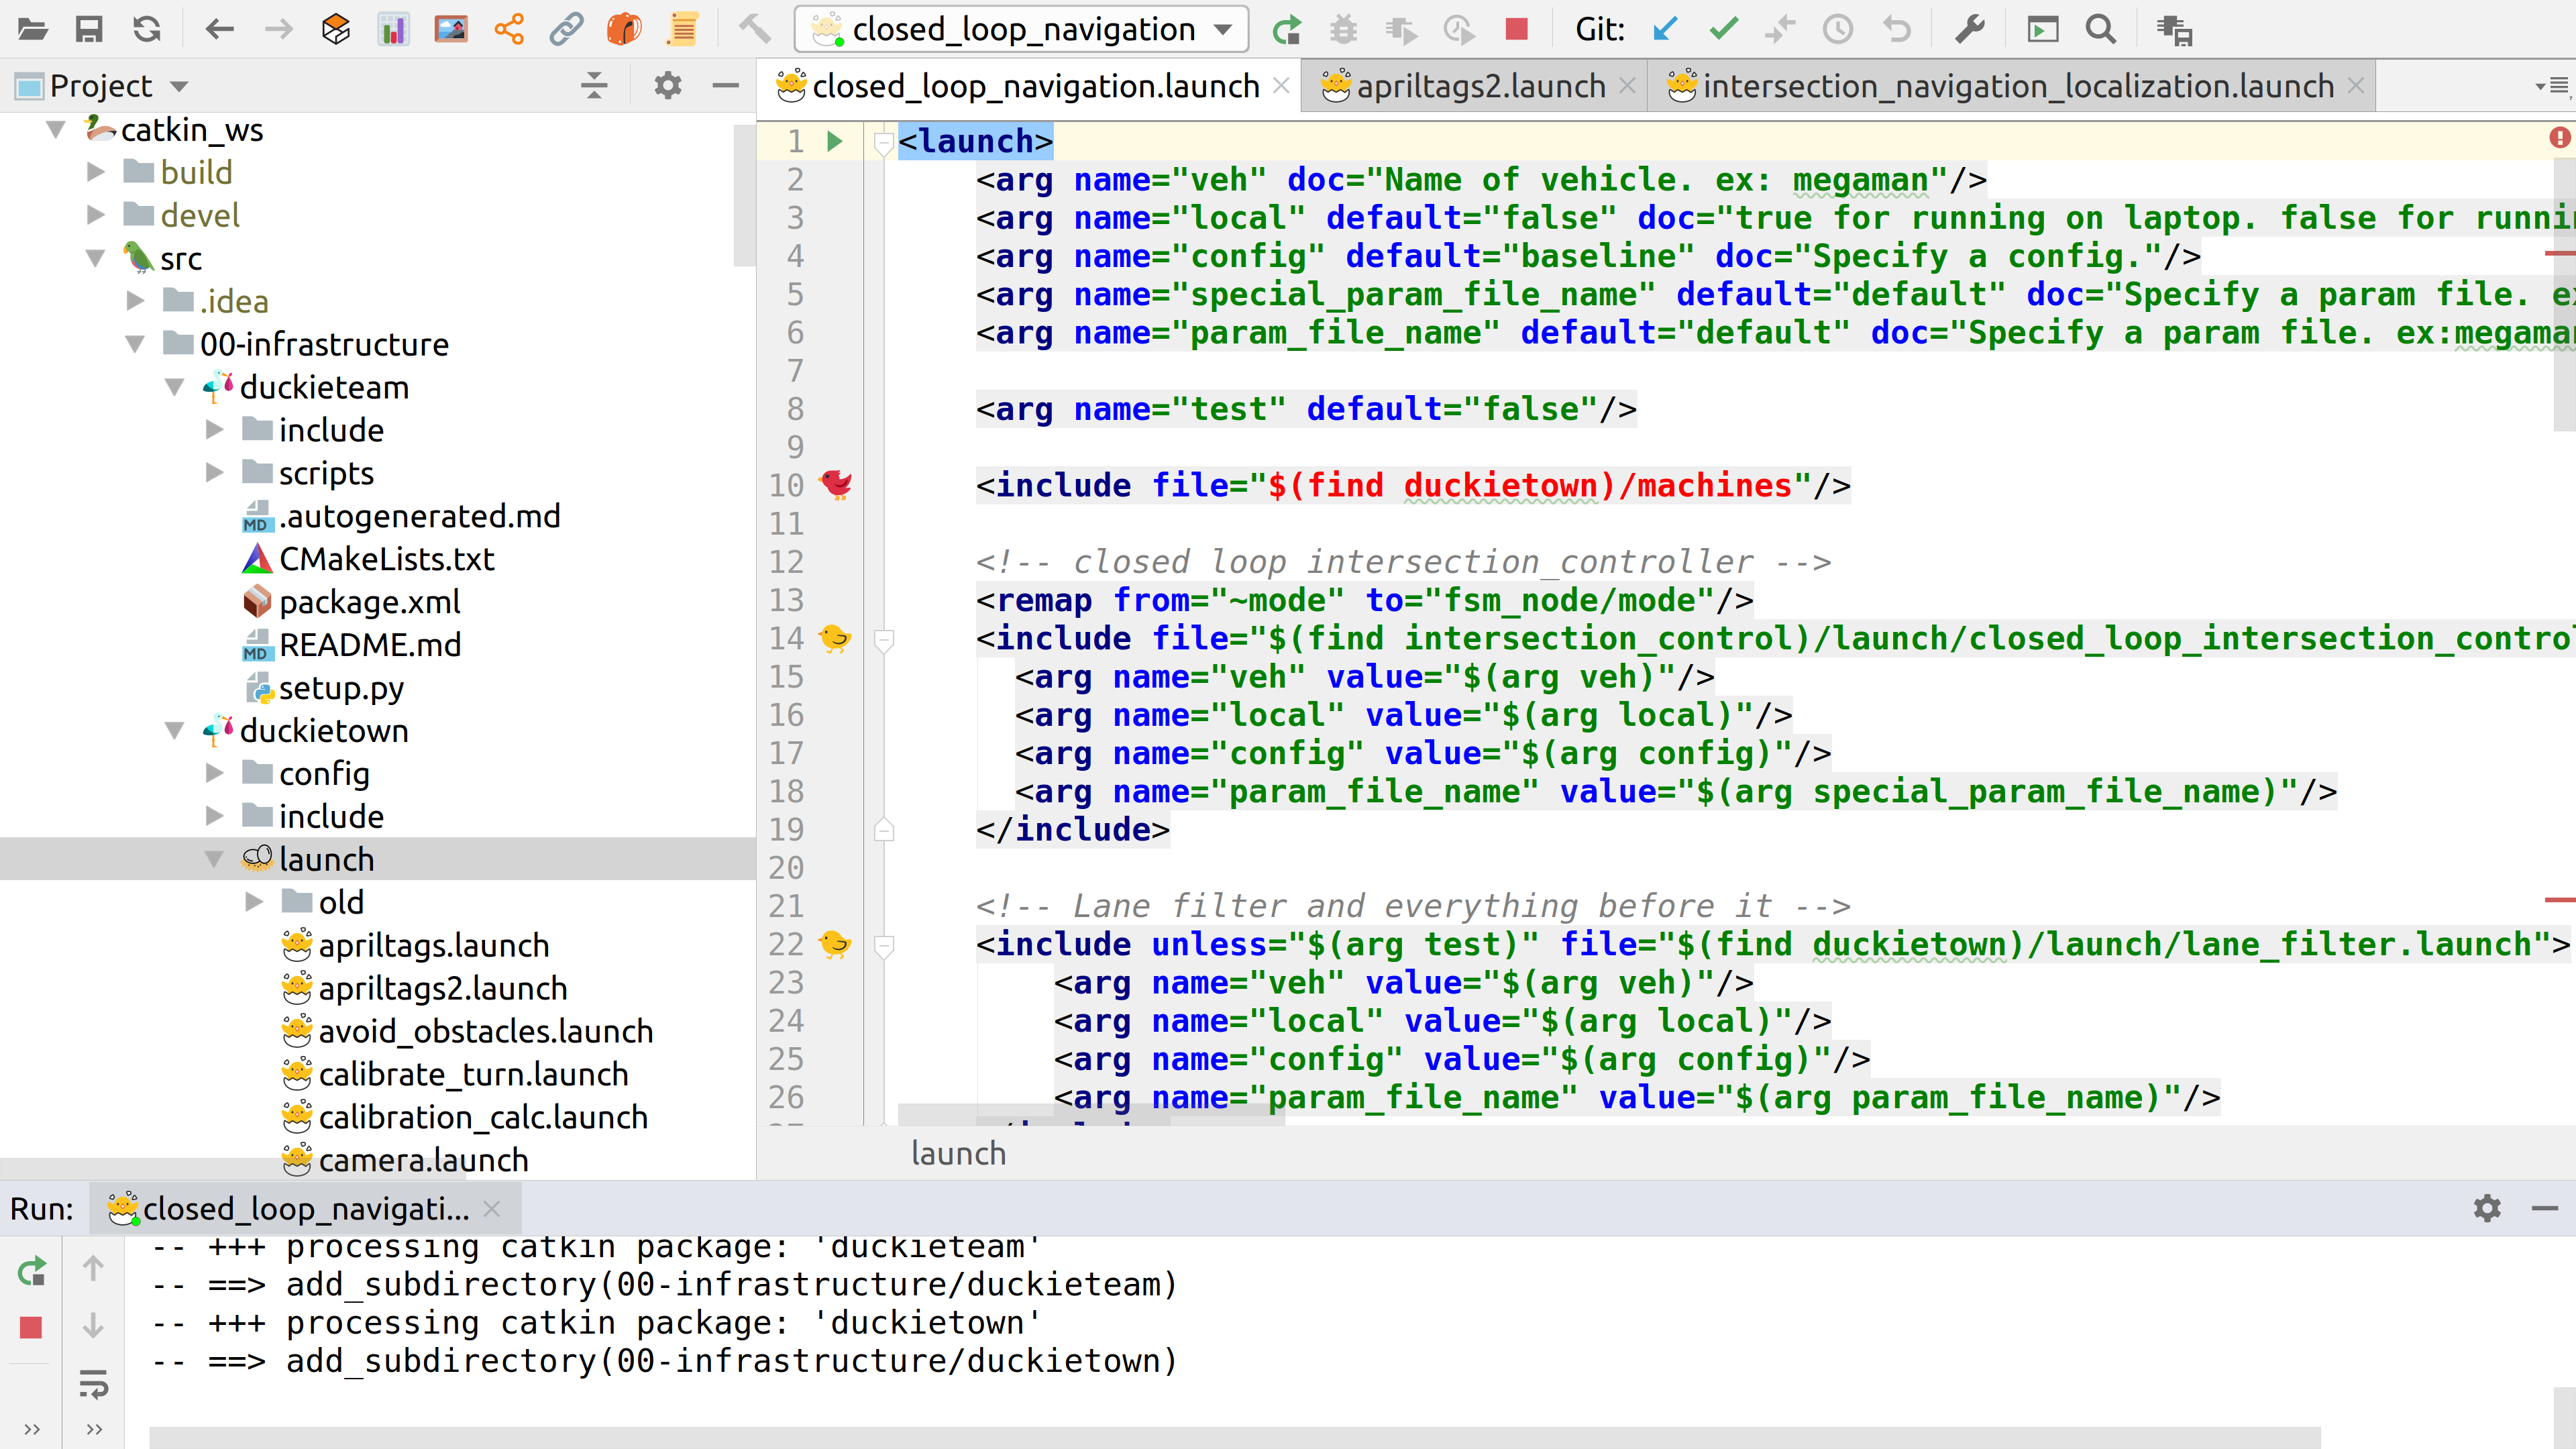 closed_loop_navigation
Git:
Project
closed_loop_navigation.launch
apriltags2.launch
intersection_navigation_localization.launch
catkin_ws
build
devel
src
.idea
00-infrastructure
duckieteam
include
scripts
MD .autogenerated.md
CMakeLists.txt
package.xml
MD README.md
setup.py
duckietown
config
include
launch
old
apriltags.launch
apriltags2.launch
avoid_obstacles.launch
calibrate_turn.launch
calibration_calc.launch
camera.launch
1 <launch>
2 <arg name="veh" doc="Name of vehicle. ex: megaman"/>
3 <arg name="local" default="false" doc="true for running on laptop. false for runni
4 <arg name="config" default="baseline" doc="Specify a config."/>
5 <arg name="special_param_file_name" default="default" doc="Specify a param file. ex
6 <arg name="param_file_name" default="default" doc="Specify a param file. ex:megama
7
8 <arg name="test" default="false"/>
9
10 <include file="$(find duckietown)/machines"/>
11
12 <!-- closed loop intersection_controller -->
13 <remap from="~mode" to="fsm_node/mode"/>
14 <include file="$(find intersection_control)/launch/closed_loop_intersection_control
15 <arg name="veh" value="$(arg veh)"/>
16 <arg name="local" value="$(arg local)"/>
17 <arg name="config" value="$(arg config)"/>
18 <arg name="param_file_name" value="$(arg special_param_file_name)"/>
19 </include>
20
21 <!-- Lane filter and everything before it -->
22 <include unless="$(arg test)" file="$(find duckietown)/launch/lane_filter.launch">
23 <arg name="veh" value="$(arg veh)"/>
24 <arg name="local" value="$(arg local)"/>
25 <arg name="config" value="$(arg config)"/>
26 <arg name="param_file_name" value="$(arg param_file_name)"/>
launch
Run:
closed_loop_navigati...
-- +++ processing catkin package: 'duckieteam'
-- ==> add_subdirectory(00-infrastructure/duckieteam)
-- +++ processing catkin package: 'duckietown'
-- ==> add_subdirectory(00-infrastructure/duckietown)